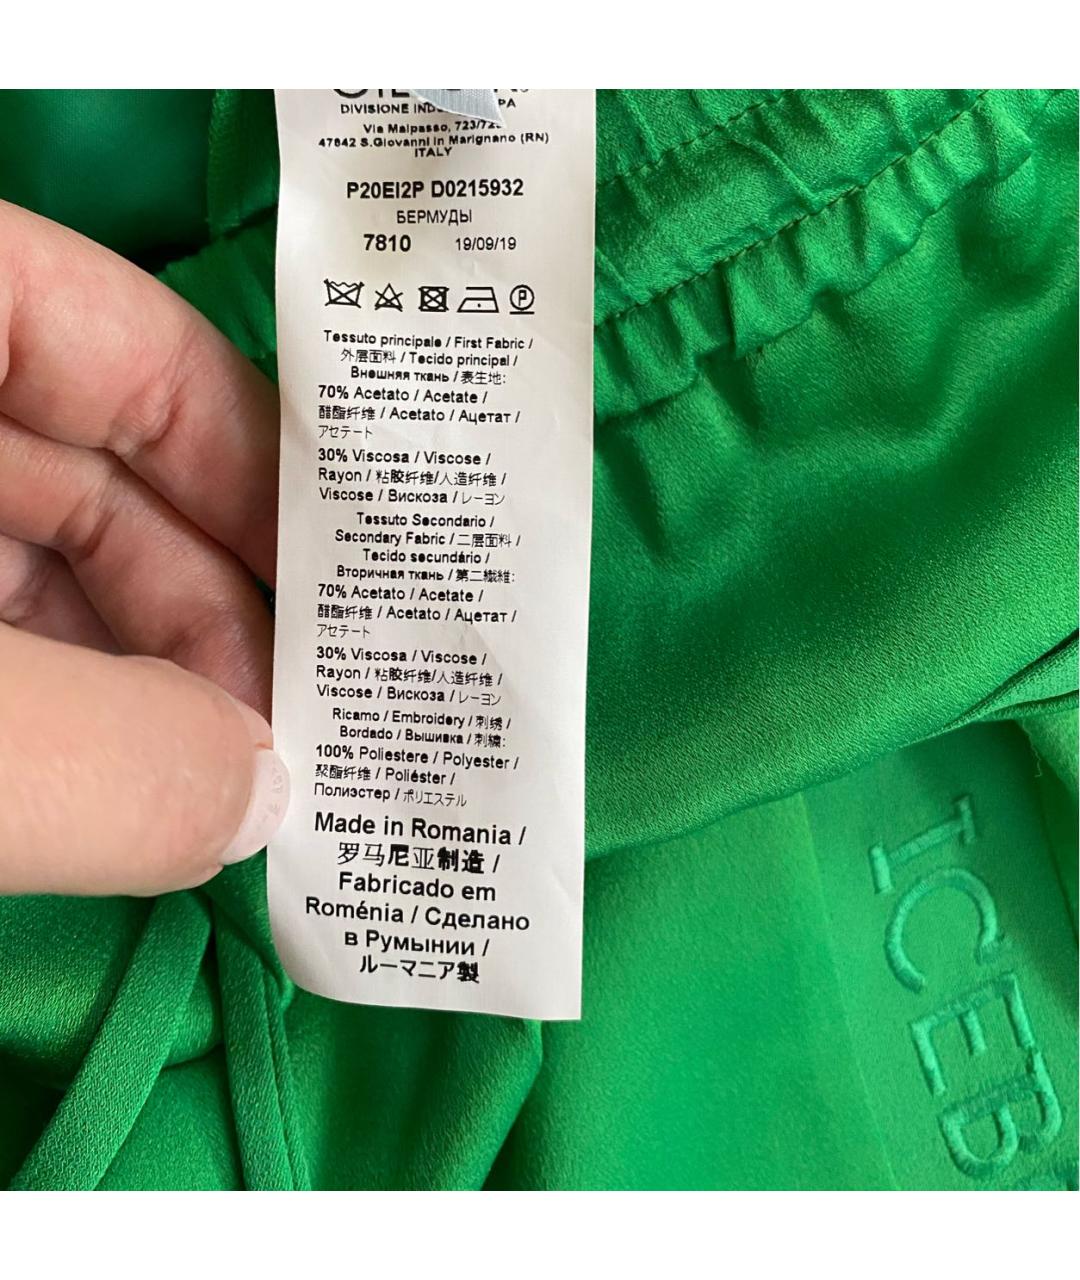 DIVISIONE
Via Malpasso, 723/72
47842 S.Giovanni in Marignano (RN)
ITALY
P20EI2P D0215932
БЕРМУДЫ
7810 19/09/19
P
Tessuto principale / First Fabric /
外层面料 / Tecido principal /
Внешняя ткань / 表生地:
70% Acetato / Acetate /
醋酯纤维 / Acetato / Ацетат /
アセテート
30% Viscosa / Viscose /
Rayon / 粘胶纤维/人造纤维 /
Viscose / Вискоза / レーヨン
Tessuto Secondario /
Secondary Fabric / 二层面料 /
Tecido secundário /
Вторичная ткань / 第二繊維:
70% Acetato / Acetate /
醋酯纤维 / Acetato / Ацетат /
アセテート
30% Viscosa / Viscose /
Rayon / 粘胶纤维/人造纤维 /
Viscose / Вискоза / レーヨン
Ricamo / Embroidery / 刺绣 /
Bordado / Вышивка / 刺繍:
100% Poliestere / Polyester /
聚酯纤维 / Poliéster /
Полиэстер / ポリエステル
Made in Romania /
罗马尼亚制造 /
Fabricado em
Roménia / Сделано
в Румынии /
ルーマニア製
ICEB